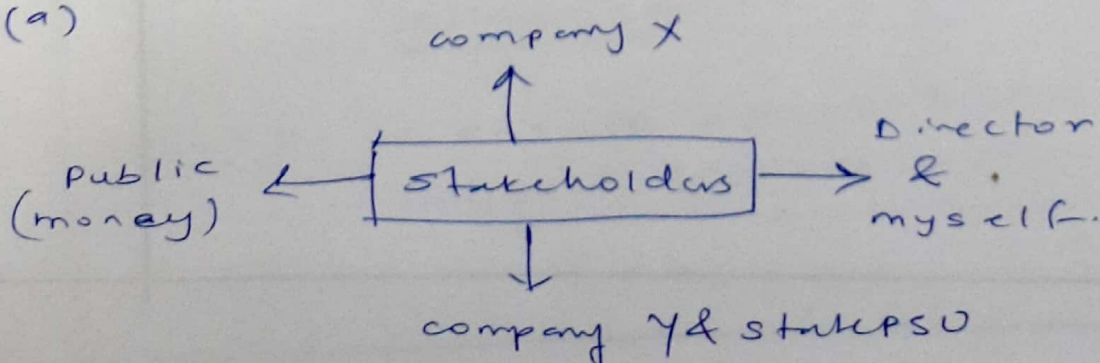 (a)
company X
Public
(money)
Stakeholders
Director
&
myself.
company Y & state PSU